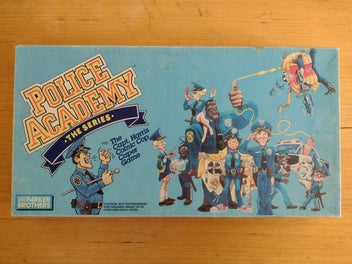 POLICE
ACADEMY
THE SERIES
The
Capt. Harris
Comic Cop
Caper
Game
PARKER
BROTHERS